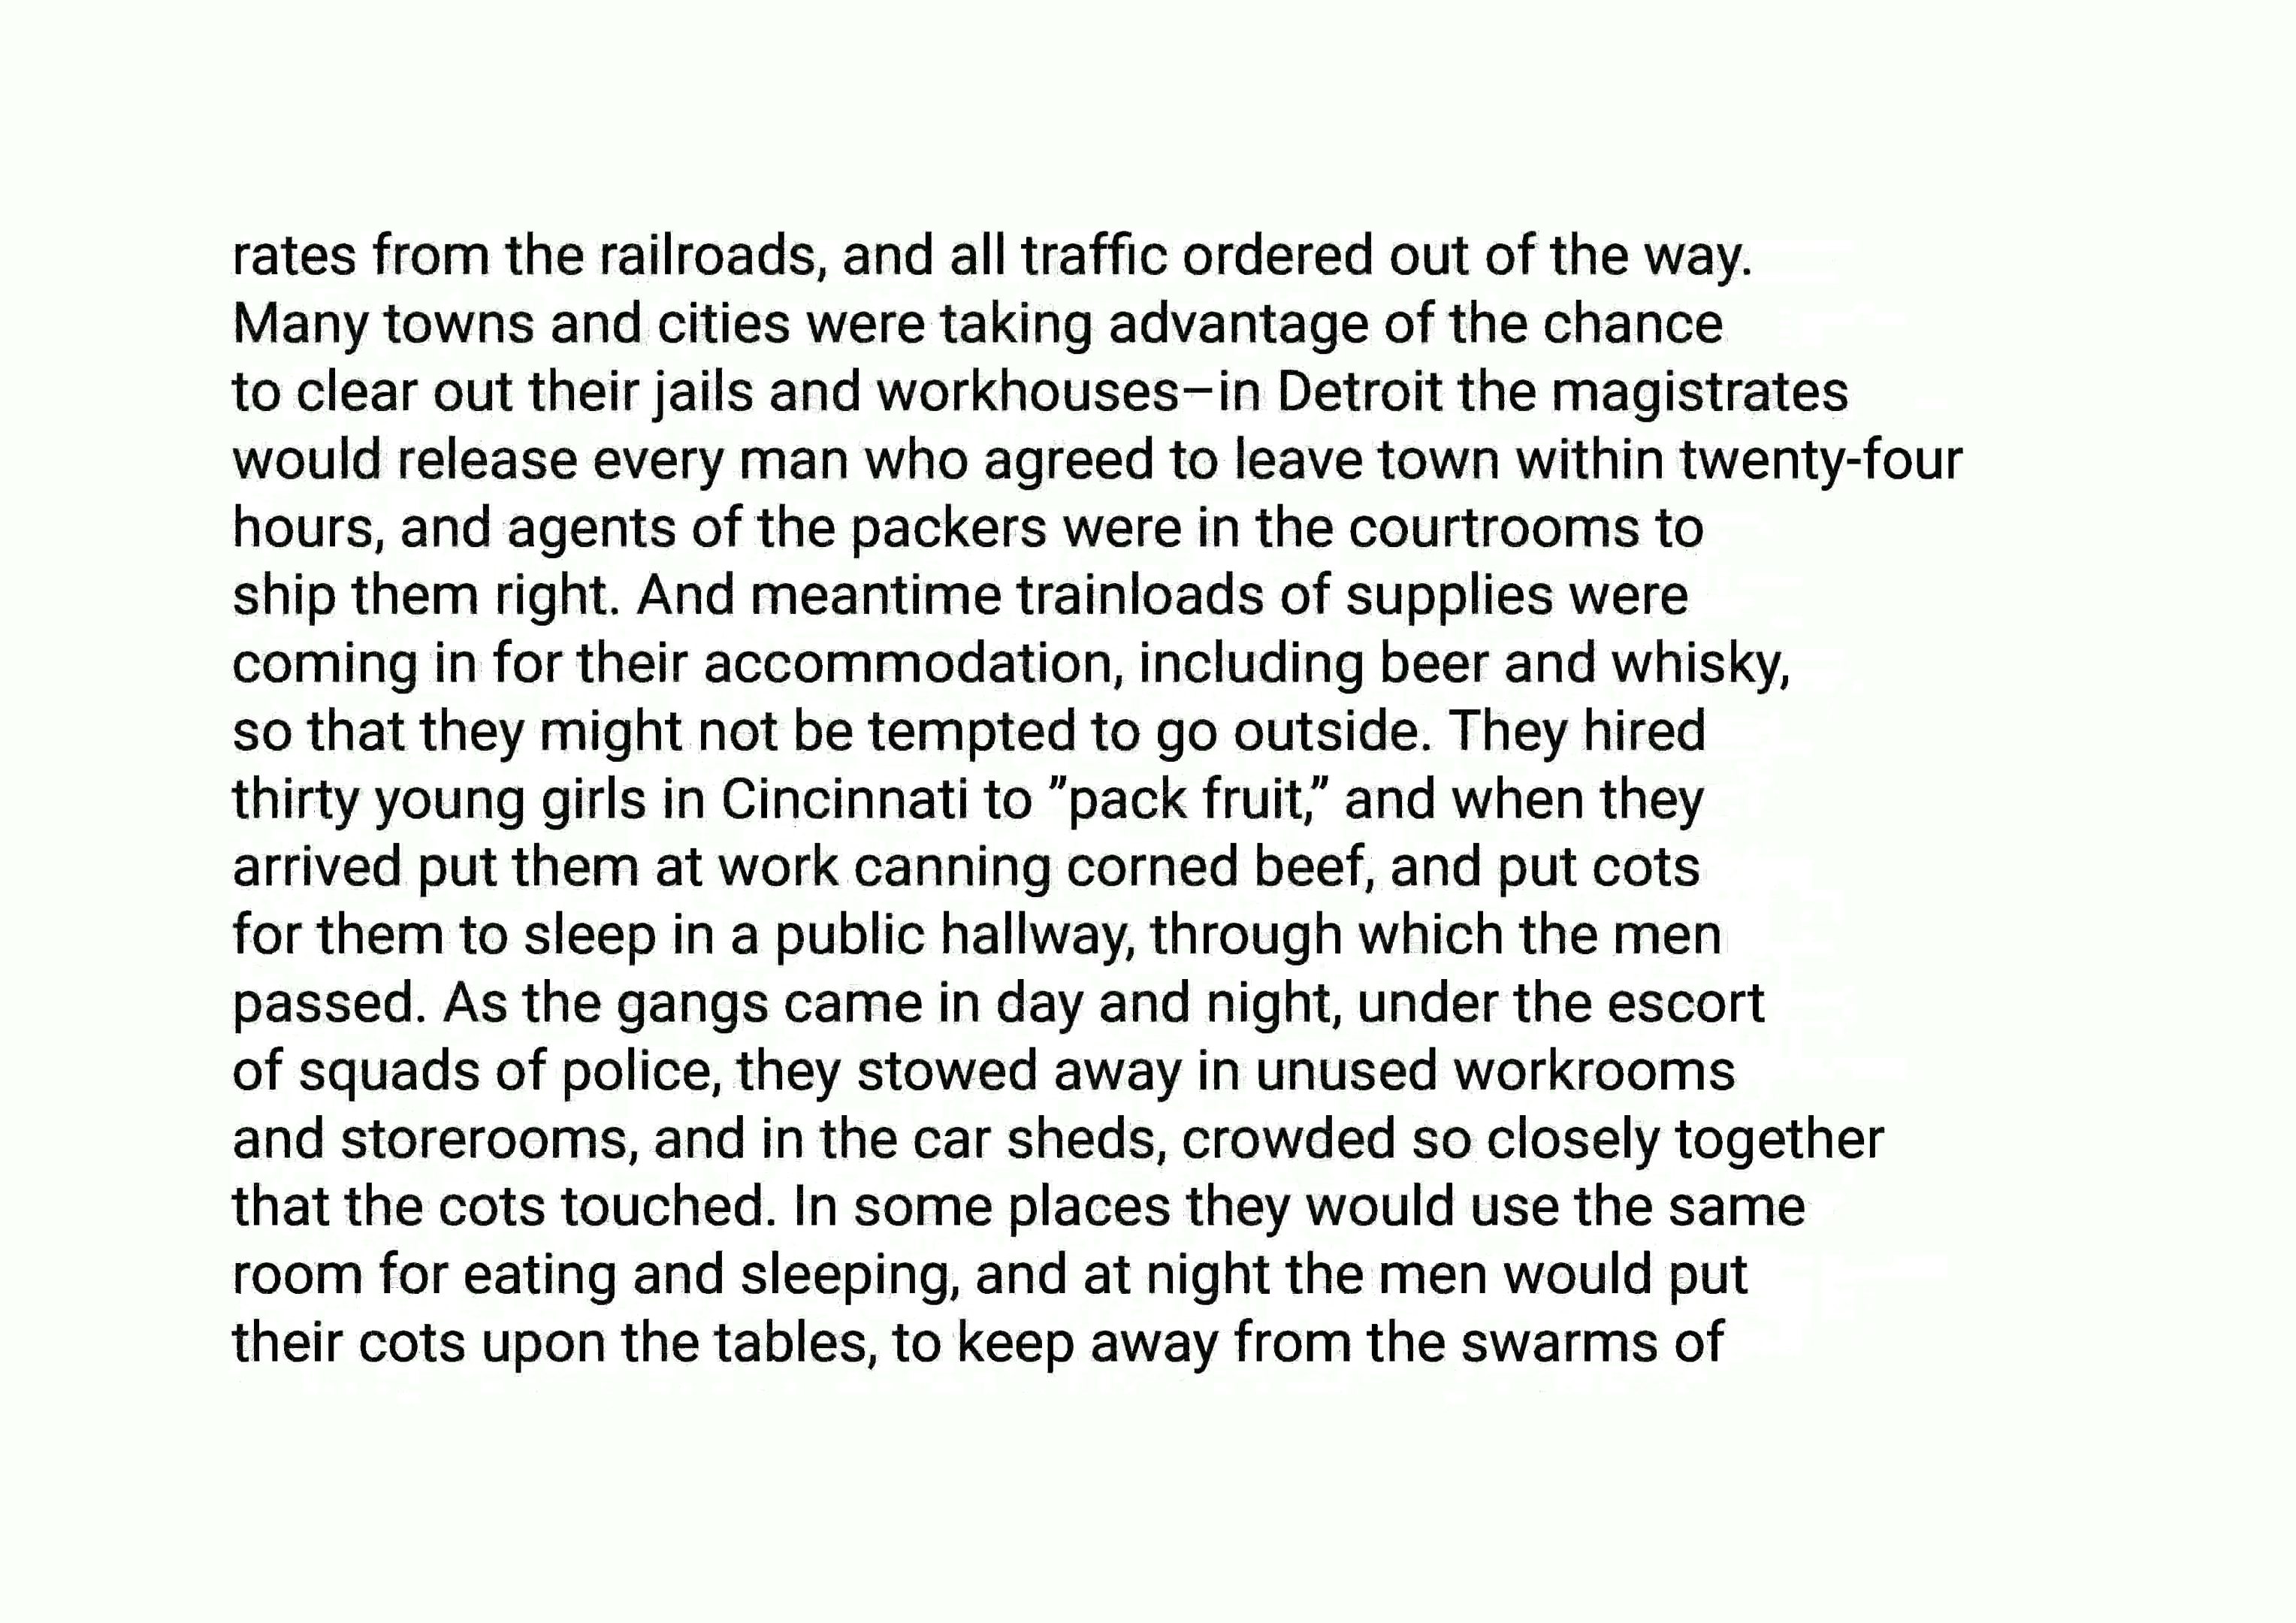 rates from the railroads, and all traffic ordered out of the way.
Many towns and cities were taking advantage of the chance
to clear out their jails and workhouses—in Detroit the magistrates
would release every man who agreed to leave town within twenty-four
hours, and agents of the packers were in the courtrooms to
ship them right. And meantime trainloads of supplies were
coming in for their accommodation, including beer and whisky,
so that they might not be tempted to go outside. They hired
thirty young girls in Cincinnati to ”pack fruit,” and when they
arrived put them at work canning corned beef, and put cots
for them to sleep in a public hallway, through which the men
passed. As the gangs came in day and night, under the escort
of squads of police, they stowed away in unused workrooms
and storerooms, and in the car sheds, crowded so closely together
that the cots touched. In some places they would use the same
room for eating and sleeping, and at night the men would put
their cots upon the tables, to keep away from the swarms of